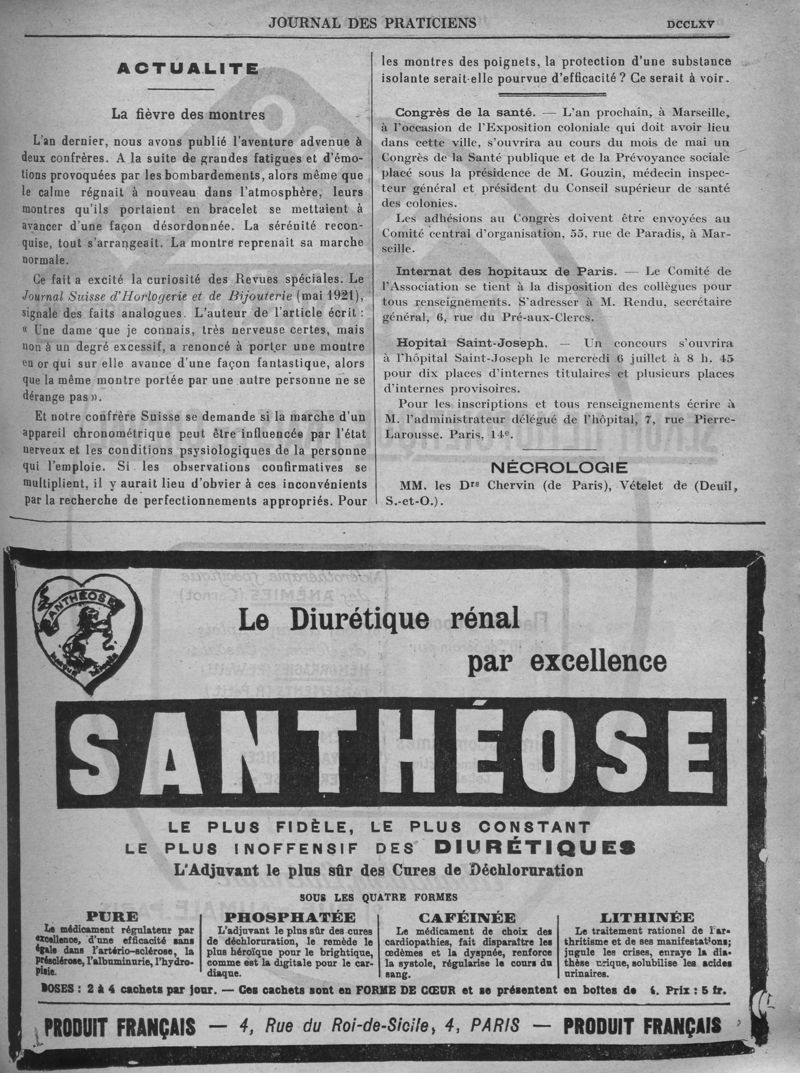 JOURNAL DES PRATICIENS
DCCLXV
ACTUALITE
La fièvre des montres
L'an dernier, nous avons publié l'aventure advenue à
deux confrères. A la suite de grandes fatigues et d'émo-
tions provoquées par les bombardements, alors même que
le calme régnait à nouveau dans l'atmosphère, leurs
montres qu'ils portaient en bracelet se mettaient à
avancer d'une façon désordonnée. La sérénité recon-
quise, tout s'arrangeait. La montre reprenait sa marche
normale.
Ce fait a excité la curiosité des Revues spéciales. Le
Journal Suisse d'Horlogerie et de Bijouterie (mai 1921),
signale des faits analogues. L'auteur de l'article écrit :
« Une dame que je connais, très nerveuse certes, mais
non à un degré excessif, a renoncé à porter une montre
en or qui sur elle avance d'une façon fantastique, alors
que la même montre portée par une autre personne ne se
dérange pas ».
Et notre confrère Suisse se demande si la marche d'un
appareil chronométrique peut être influencée par l'état
nerveux et les conditions psysiologiques de la personne
qui l'emploie. Si les observations confirmatives se
multiplient, il y aurait lieu d'obvier à ces inconvénients
par la recherche de perfectionnements appropriés. Pour
les montres des poignets, la protection d'une substance
isolante serait-elle pourvue d'efficacité ? Ce serait à voir.
Congrès de la santé. — L'an prochain, à Marseille,
à l'occasion de l'Exposition coloniale qui doit avoir lieu
dans cette ville, s'ouvrira au cours du mois de mai un
Congrès de la Santé publique et de la Prévoyance sociale
placé sous la présidence de M. Gouzin, médecin inspec-
teur général et président du Conseil supérieur de santé
des colonies.
Les adhésions au Congrès doivent être envoyées au
Comité central d'organisation, 55, rue de Paradis, à Mar-
seille.
Internat des hopitaux de Paris. — Le Comité de
l'Association se tient à la disposition des collègues pour
tous renseignements. S'adresser à M. Rendu, secrétaire
général, 6, rue du Pré-aux-Clercs.
Hopital Saint-Joseph. — Un concours s'ouvrira
à l'hôpital Saint-Joseph le mercredi 6 juillet à 8 h. 45
pour dix places d'internes titulaires et plusieurs places
d'internes provisoires.
Pour les inscriptions et tous renseignements écrire à
M. l'administrateur délégué de l'hôpital, 7, rue Pierre-
Larousse. Paris, 14e.
NÉCROLOGIE
MM. les Drs Chervin (de Paris), Vételet de (Deuil,
S.-et-O.).
SANTHÉOSE
Le Diurétique rénal
par excellence
SANTHÉOSE
LE PLUS FIDÈLE, LE PLUS CONSTANT
LE PLUS INOFFENSIF DES DIURÉTIQUES
L'Adjuvant le plus sûr des Cures de Déchloruration
SOUS LES QUATRE FORMES
PURE
Le médicament régulateur par
excellence, d'une efficacité sans
égale dans l'artério-sclérose, la
présclérose, l'albuminurie, l'hydro-
pisie.
PHOSPHATÉE
L'adjuvant le plus sûr des cures
de déchloruration, le remède le
plus héroïque pour le brightique,
comme est la digitale pour le car-
diaque.
CAFÉINÉE
Le médicament de choix des
cardiopathies, fait disparaître les
œdèmes et la dyspnée, renforce
la systole, régularise le cours du
sang.
LITHINÉE
Le traitement rationel de l'ar-
thritisme et de ses manifestations;
jugule les crises, enraye la dia-
thèse urique, solubilise les acides
urinaires.
DOSES : 2 à 4 cachets par jour. — Ces cachets sont en FORME DE CŒUR et se présentent en boîtes de 4. Prix : 5 fr.
PRODUIT FRANÇAIS — 4, Rue du Roi-de-Sicile, 4, PARIS — PRODUIT FRANÇAIS